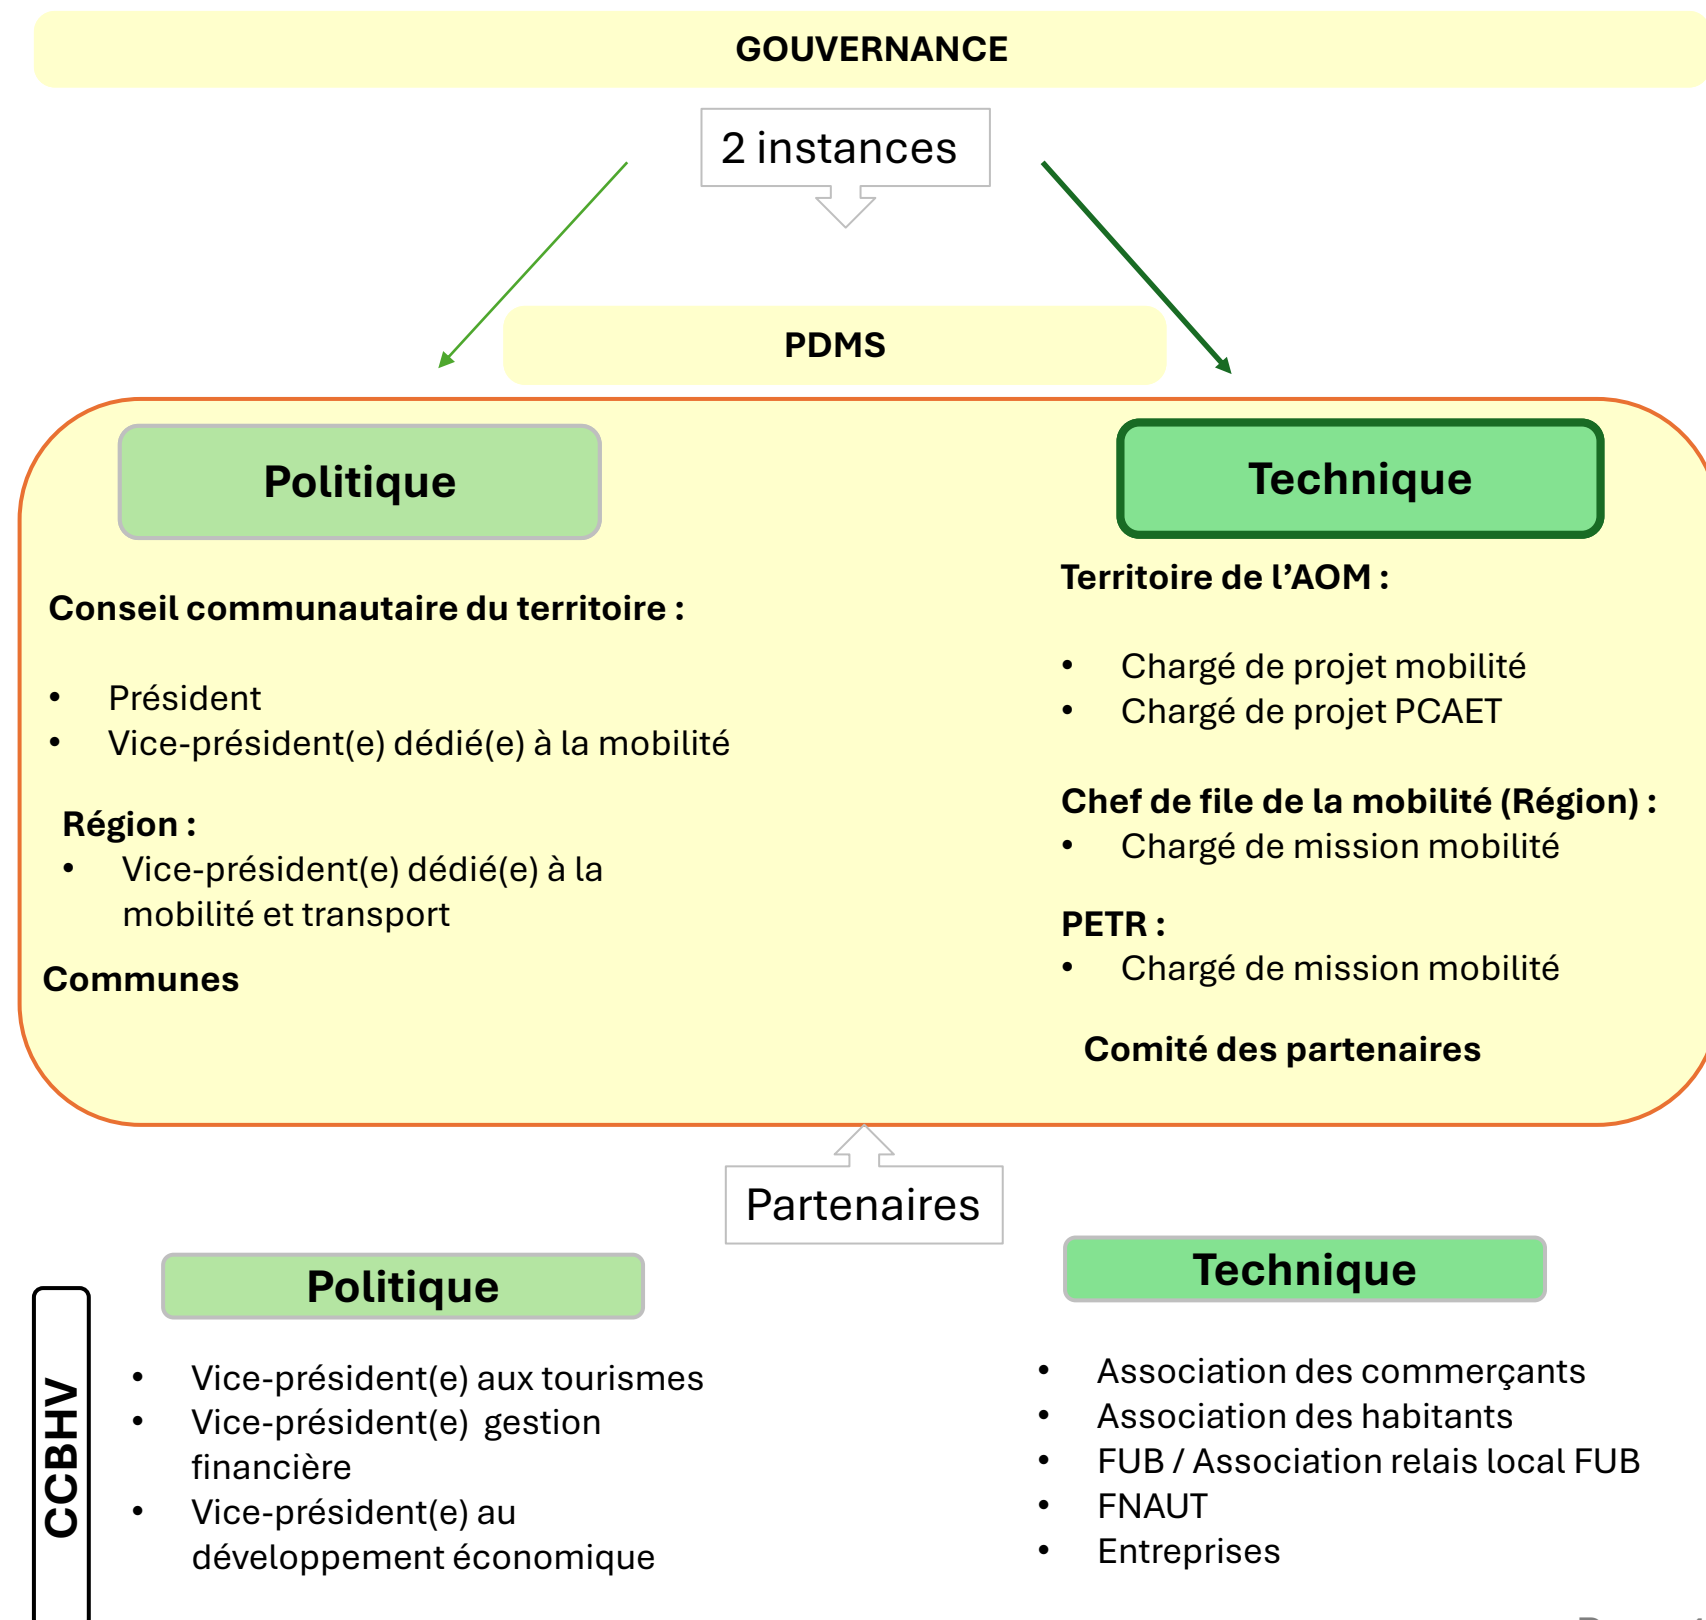 GOUVERNANCE
2 instances
PDMS
Politique
Conseil communautaire du territoire :
• Président
• Vice-président(e) dédié(e) à la mobilité
Région :
• Vice-président(e) dédié(e) à la
mobilité et transport
Communes
Technique
Territoire de l’AOM :
• Chargé de projet mobilité
• Chargé de projet PCAET
Chef de file de la mobilité (Région) :
• Chargé de mission mobilité
PETR :
• Chargé de mission mobilité
Comité des partenaires
Partenaires
CCBHV
Politique
• Vice-président(e) aux tourismes
• Vice-président(e) gestion
financière
• Vice-président(e) au
développement économique
Technique
• Association des commerçants
• Association des habitants
• FUB / Association relais local FUB
• FNAUT
• Entreprises